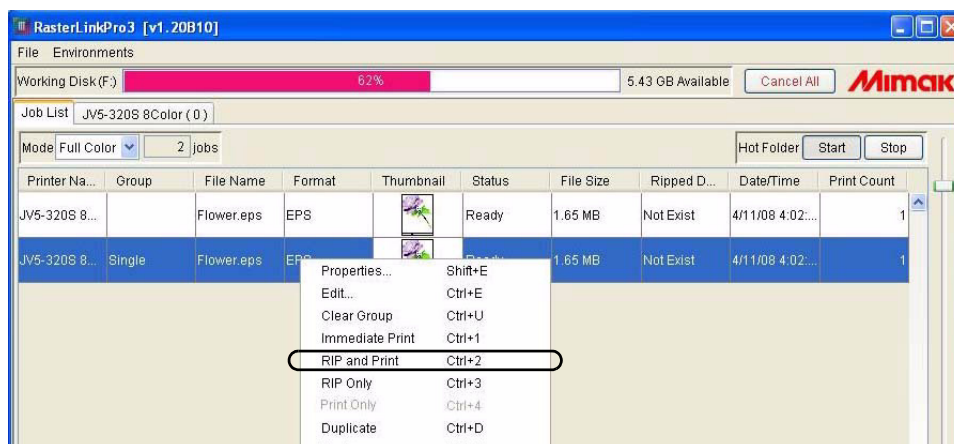 RasterLinkPro3 [v1.20B10]
File Environments
Working Disk(F:) 62% 5.43 GB Available Cancel All Mimak
Job List JV5-320S 8Color ( 0 )
Mode Full Color 2 jobs Hot Folder Start Stop
Printer Na... Group File Name Format Thumbnail Status File Size Ripped D... Date/Time Print Count
JV5-320S 8... Flower.eps EPS Ready 1.65 MB Not Exist 4/11/08 4:02:... 1
JV5-320S 8... Single Flower.eps EPS 1.65 MB Not Exist 4/11/08 4:02:... 1
Properties... Shift+E
Edit... Ctrl+E
Clear Group Ctrl+U
Immediate Print Ctrl+1
RIP and Print Ctrl+2
RIP Only Ctrl+3
Print Only Ctrl+4
Duplicate Ctrl+D